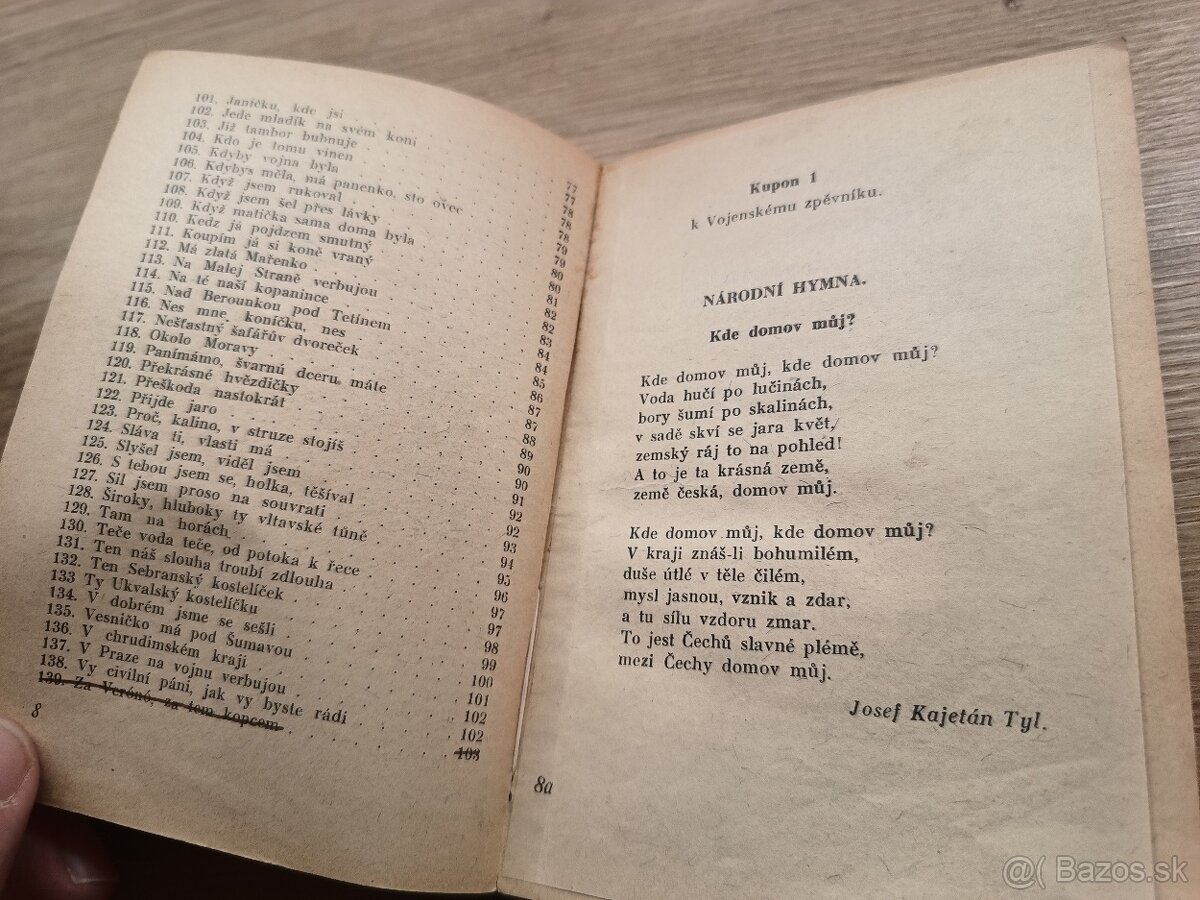 101. Janíčku, kde jsi . . . 77
102. Jede mladík na svém koni . . . 77
103. Již tambor bubnuje . . . 78
104. Kdo je tomu vinen . . . 78
105. Kdyby vojna byla . . . 78
106. Kdybys měla, má panenko, sto ovec . . . 79
107. Když jsem rukoval . . . 79
108. Když jsem šel přes lávky . . . 80
109. Když matička sama doma byla . . . 80
110. Kedz já pojdzem smutný . . . 81
111. Koupím já si koně vraný . . . 82
112. Má zlatá Mařenko . . . 82
113. Na Malej Straně verbujou . . . 83
114. Na té naší kopanince . . . 84
115. Nad Berounkou pod Tetínem . . . 84
116. Nes mne, koníčku, nes . . . 85
117. Nešťastný šafářův dvoreček . . . 86
118. Okolo Moravy . . . 87
119. Panímámo, švarnú dceru máte . . . 87
120. Překrásné hvězdičky . . . 88
121. Přeškoda nastokrát . . . 89
122. Přijde jaro . . . 90
123. Proč, kalino, v struze stojíš . . . 90
124. Sláva ti, vlasti má . . . 91
125. Slyšel jsem, viděl jsem . . . 92
126. S tebou jsem se, holka, těšíval . . . 92
127. Sil jsem proso na souvrati . . . 93
128. Široky, hluboky ty vltavské tůně . . . 94
129. Tam na horách . . . 95
130. Teče voda teče, od potoka k řece . . . 96
131. Ten náš slouha troubí zdlouha . . . 97
132. Ten Sebranský kostelíček . . . 97
133 Ty Ukvalský kostelíčku . . . 98
134. V dobrém jsme se sešli . . . 99
135. Vesničko má pod Šumavou . . . 100
136. V chrudimském kraji . . . 101
137. V Praze na vojnu verbujou . . . 102
138. Vy civilní páni, jak vy byste rádi . . . 102
139. Za Veróno, za tem kopcem . . . 103
8
Kupon 1
k Vojenskému zpěvníku.
NÁRODNÍ HYMNA.
Kde domov můj?
Kde domov můj, kde domov můj?
Voda hučí po lučinách,
bory šumí po skalinách,
v sadě skví se jara květ,
zemský ráj to na pohled!
A to je ta krásná země,
země česká, domov můj.
Kde domov můj, kde domov můj?
V kraji znáš-li bohumilém,
duše útlé v těle čilém,
mysl jasnou, vznik a zdar,
a tu sílu vzdoru zmar.
To jest Čechů slavné plémě,
mezi Čechy domov můj.
Josef Kajetán Tyl.
8a
@( Bazos.sk